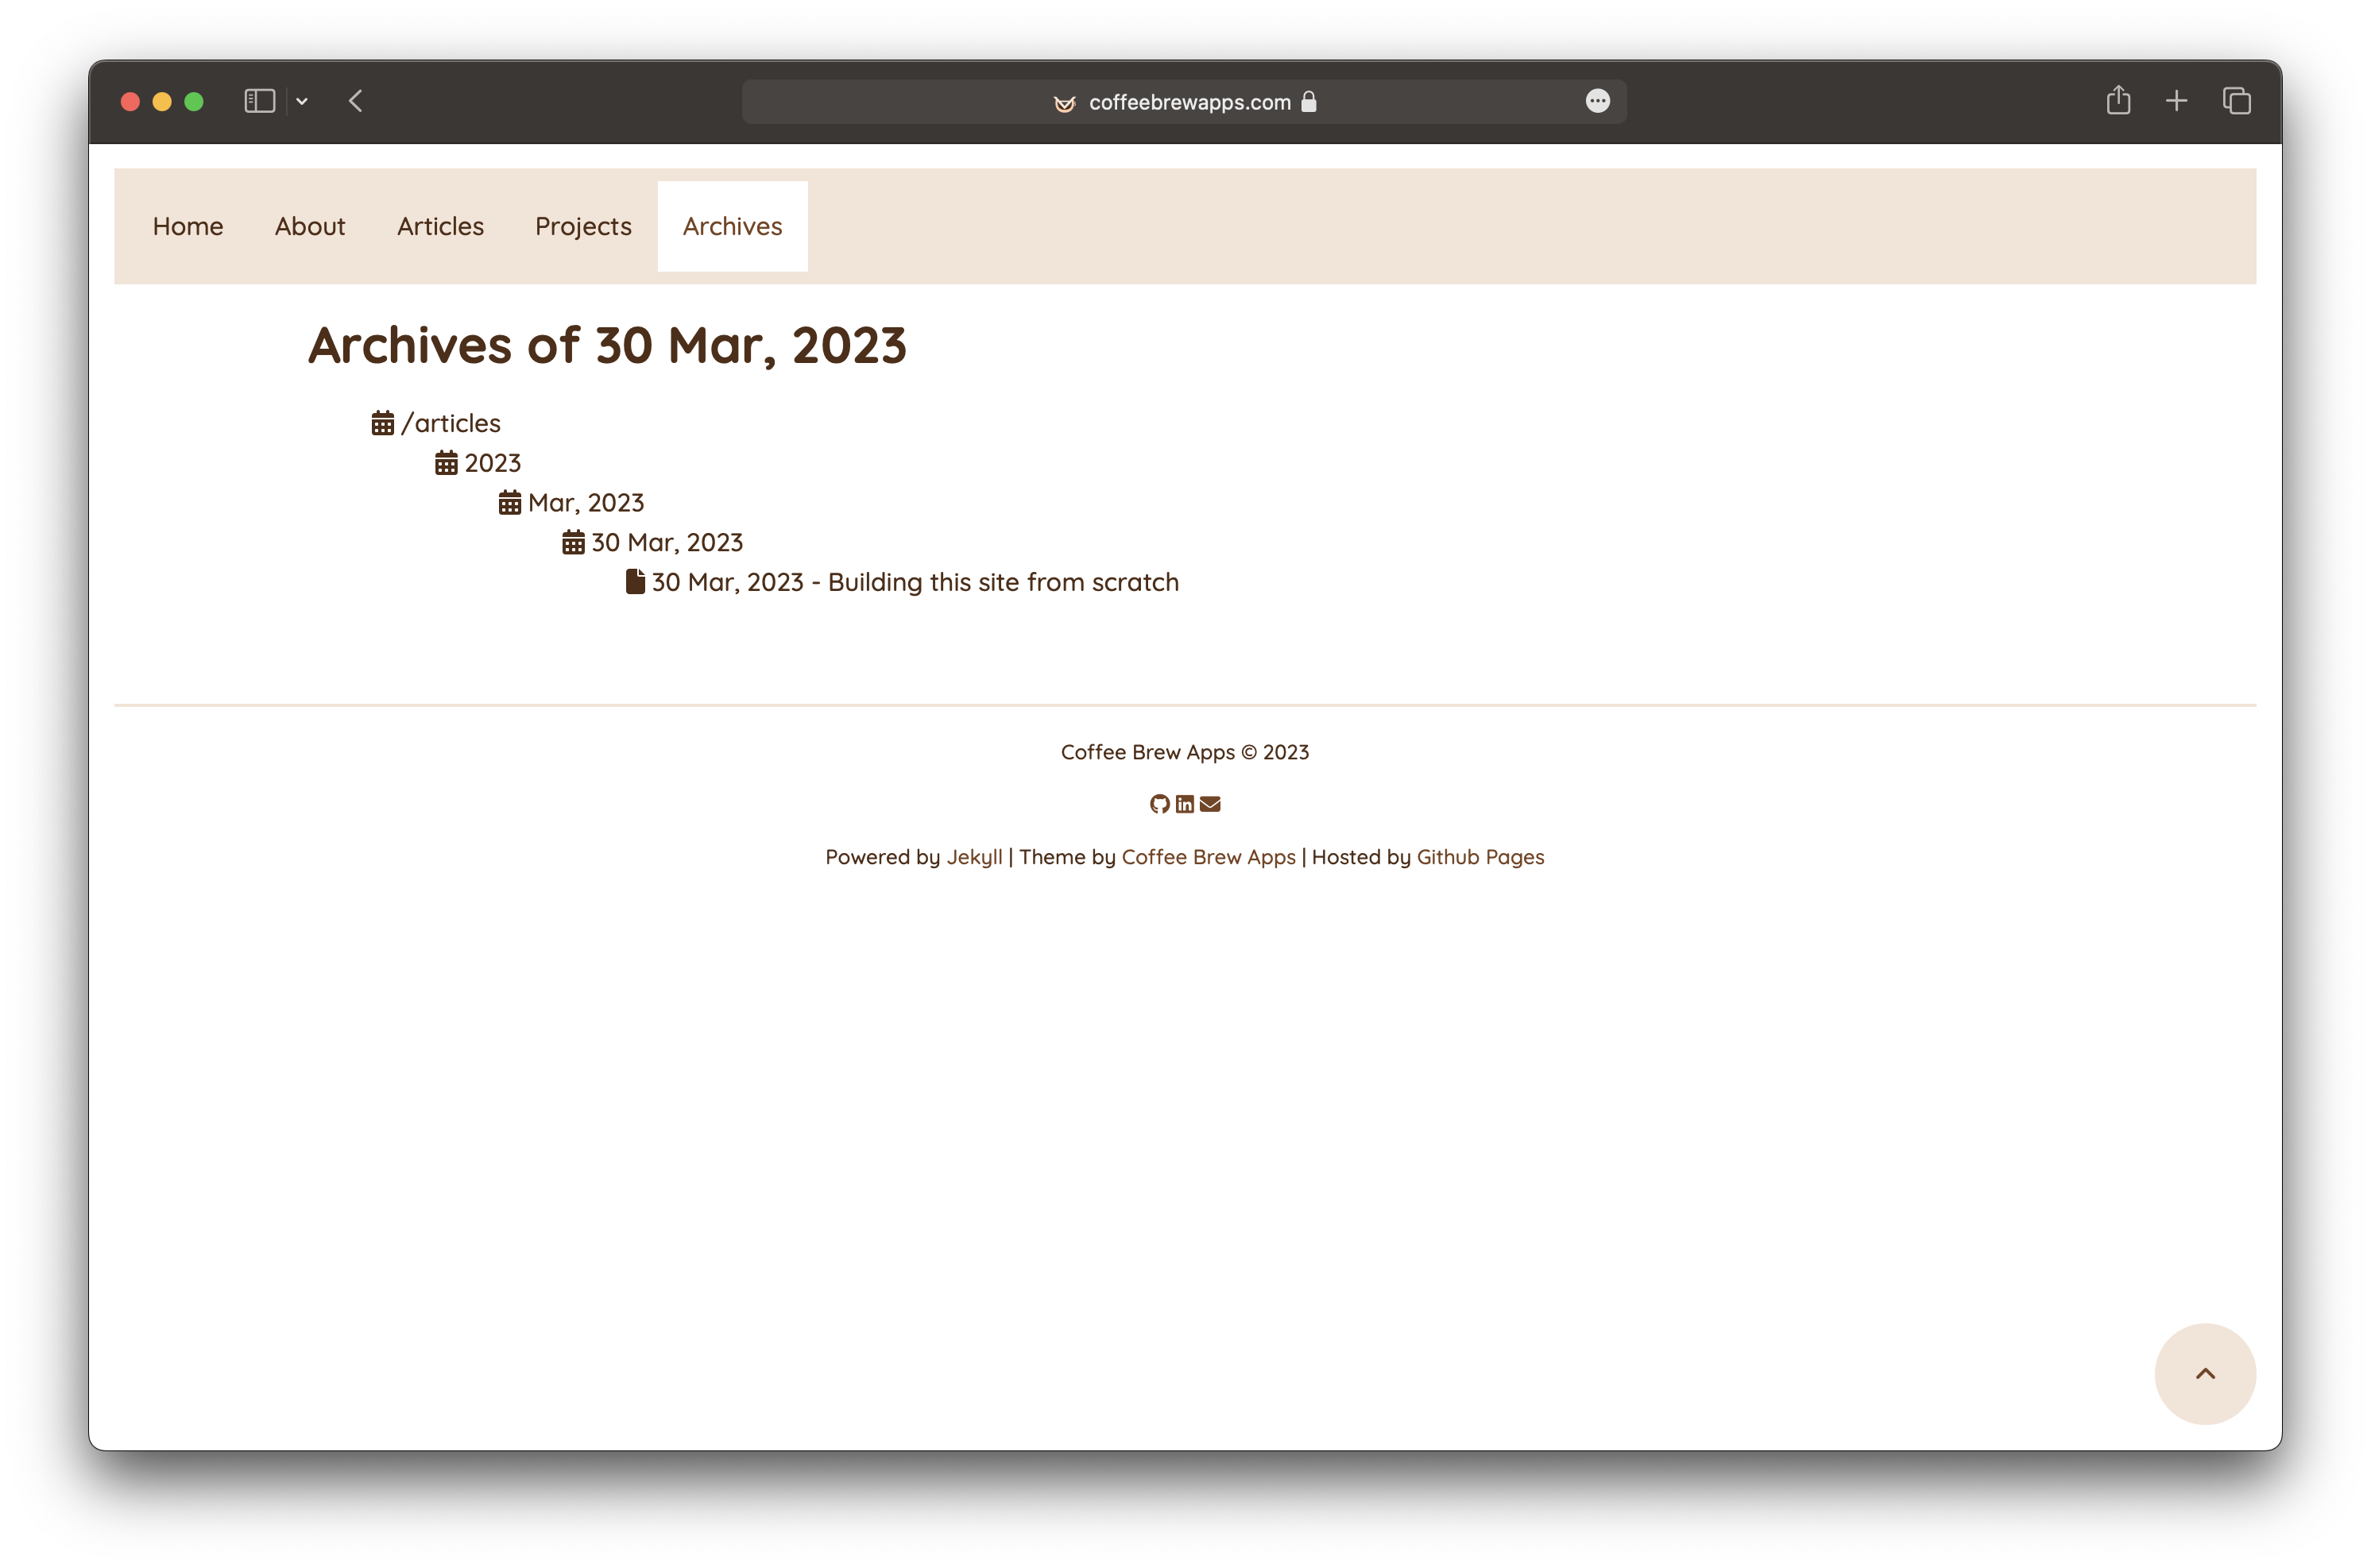 coffeebrewapps.com
Home About Articles Projects Archives
Archives of 30 Mar, 2023
/articles
2023
Mar, 2023
30 Mar, 2023
30 Mar, 2023 - Building this site from scratch
Coffee Brew Apps © 2023
Powered by Jekyll | Theme by Coffee Brew Apps | Hosted by Github Pages